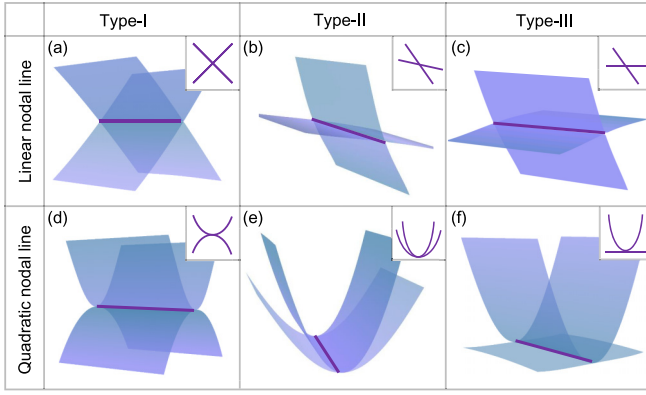 Type-I
Type-II
Type-III
Linear nodal line
(a)
(b)
(c)
Quadratic nodal line
(d)
(e)
(f)